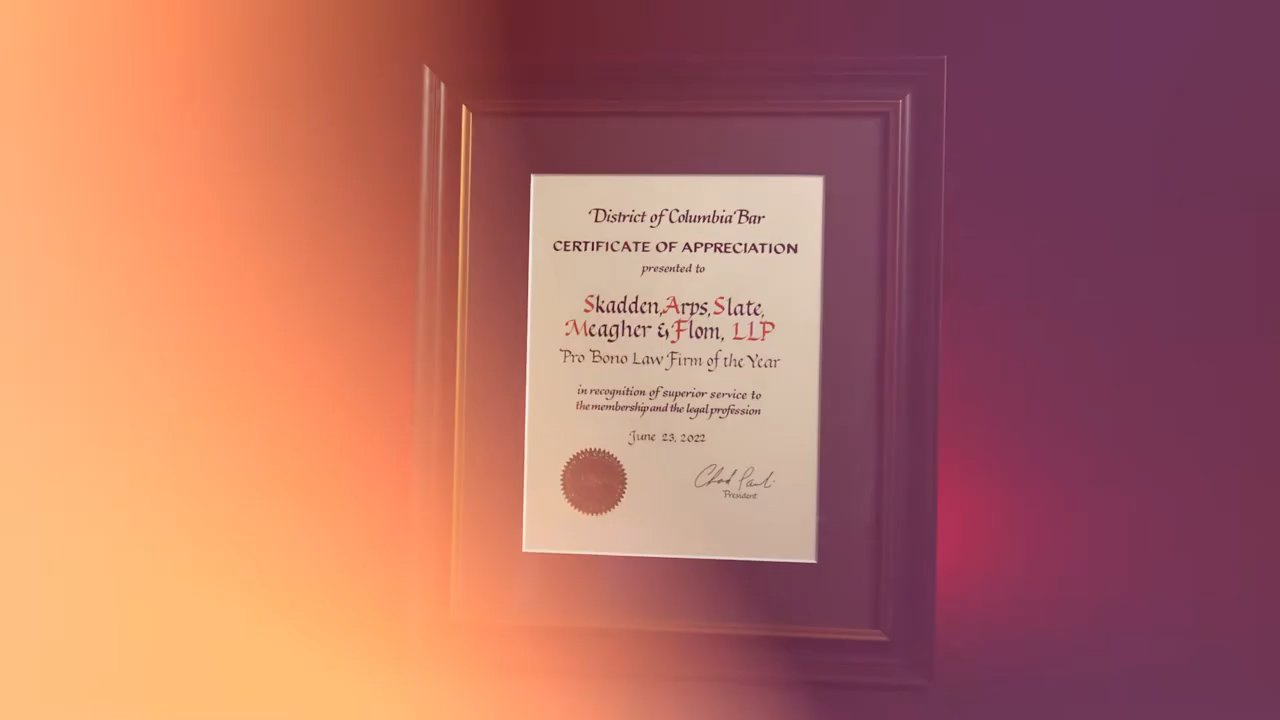 District of Columbia Bar
CERTIFICATE OF APPRECIATION
presented to
Skadden, Arps, Slate,
Meagher & Flom, LLP
Pro Bono Law Firm of the Year
in recognition of superior service to
the membership and the legal profession
June 23, 2022
President